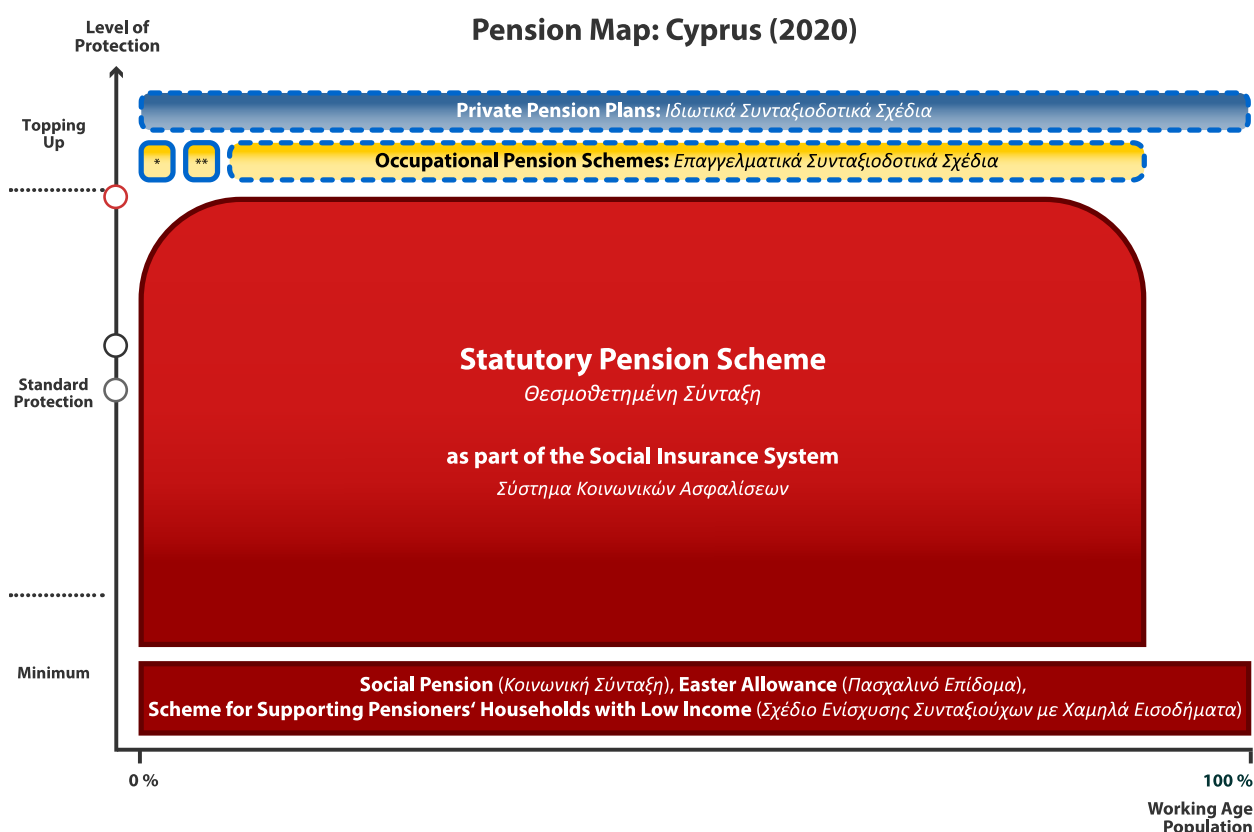 Pension Map: Cyprus (2020)
Level of
Protection
Topping
Up
Private Pension Plans: Ιδιωτικά Συνταξιοδοτικά Σχέδια
*
**
Occupational Pension Schemes: Επαγγελματικά Συνταξιοδοτικά Σχέδια
Statutory Pension Scheme
Θεσμοθετημένη Σύνταξη
as part of the Social Insurance System
Σύστημα Κοινωνικών Ασφαλίσεων
Standard
Protection
Minimum
Social Pension (Κοινωνική Σύνταξη), Easter Allowance (Πασχαλινό Επίδομα),
Scheme for Supporting Pensioners‘ Households with Low Income (Σχέδιο Ενίσχυσης Συνταξιούχων με Χαμηλά Εισοδήματα)
0 %
100 %
Working Age
Population